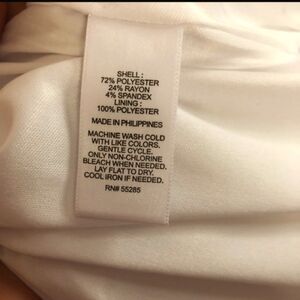 SHELL :
72% POLYESTER
24% RAYON
4% SPANDEX
LINING :
100% POLYESTER
MADE IN PHILIPPINES
MACHINE WASH COLD
WITH LIKE COLORS.
GENTLE CYCLE.
ONLY NON-CHLORINE
BLEACH WHEN NEEDED.
LAY FLAT TO DRY.
COOL IRON IF NEEDED.
RN# 55285